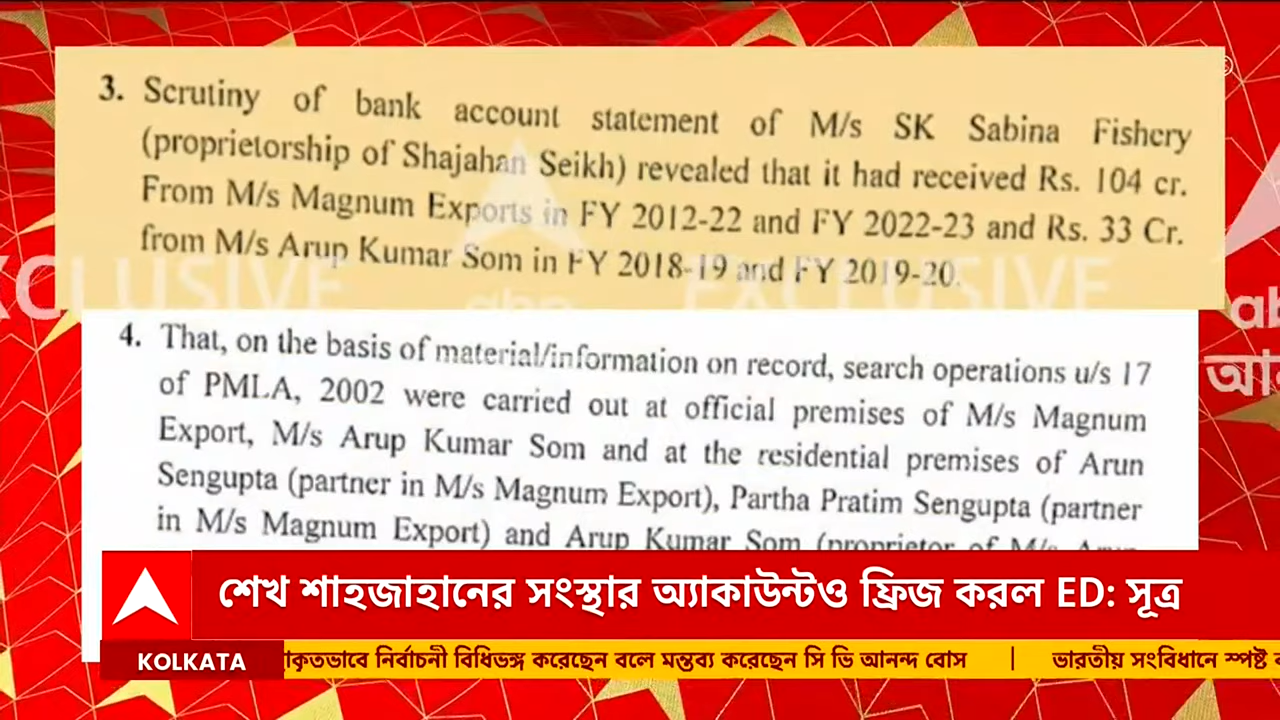 3. Scrutiny of bank account statement of M/s SK Sabina Fishery
(proprietorship of Shajahan Seikh) revealed that it had received Rs. 104 cr.
From M/s Magnum Exports in FY 2012-22 and FY 2022-23 and Rs. 33 Cr.
from M/s Arup Kumar Som in FY 2018-19 and FY 2019-20.
EXCLUSIVE
abp
EXCLUSIVE
4. That, on the basis of material/information on record, search operations u/s 17
of PMLA, 2002 were carried out at official premises of M/s Magnum
Export, M/s Arup Kumar Som and at the residential premises of Arun
Sengupta (partner in M/s Magnum Export), Partha Pratim Sengupta (partner
in M/s Magnum Export) and Arup Kumar Som (proprietor of M/s Arup
শেখ শাহজাহানের সংস্থার অ্যাকাউন্টও ফ্রিজ করল ED: সূত্র
KOLKATA
নির্বাচনী বিধিভঙ্গ করেছেন বলে মন্তব্য করেছেন সি ভি আনন্দ বোস | ভারতীয় সংবিধানে স্পষ্ট